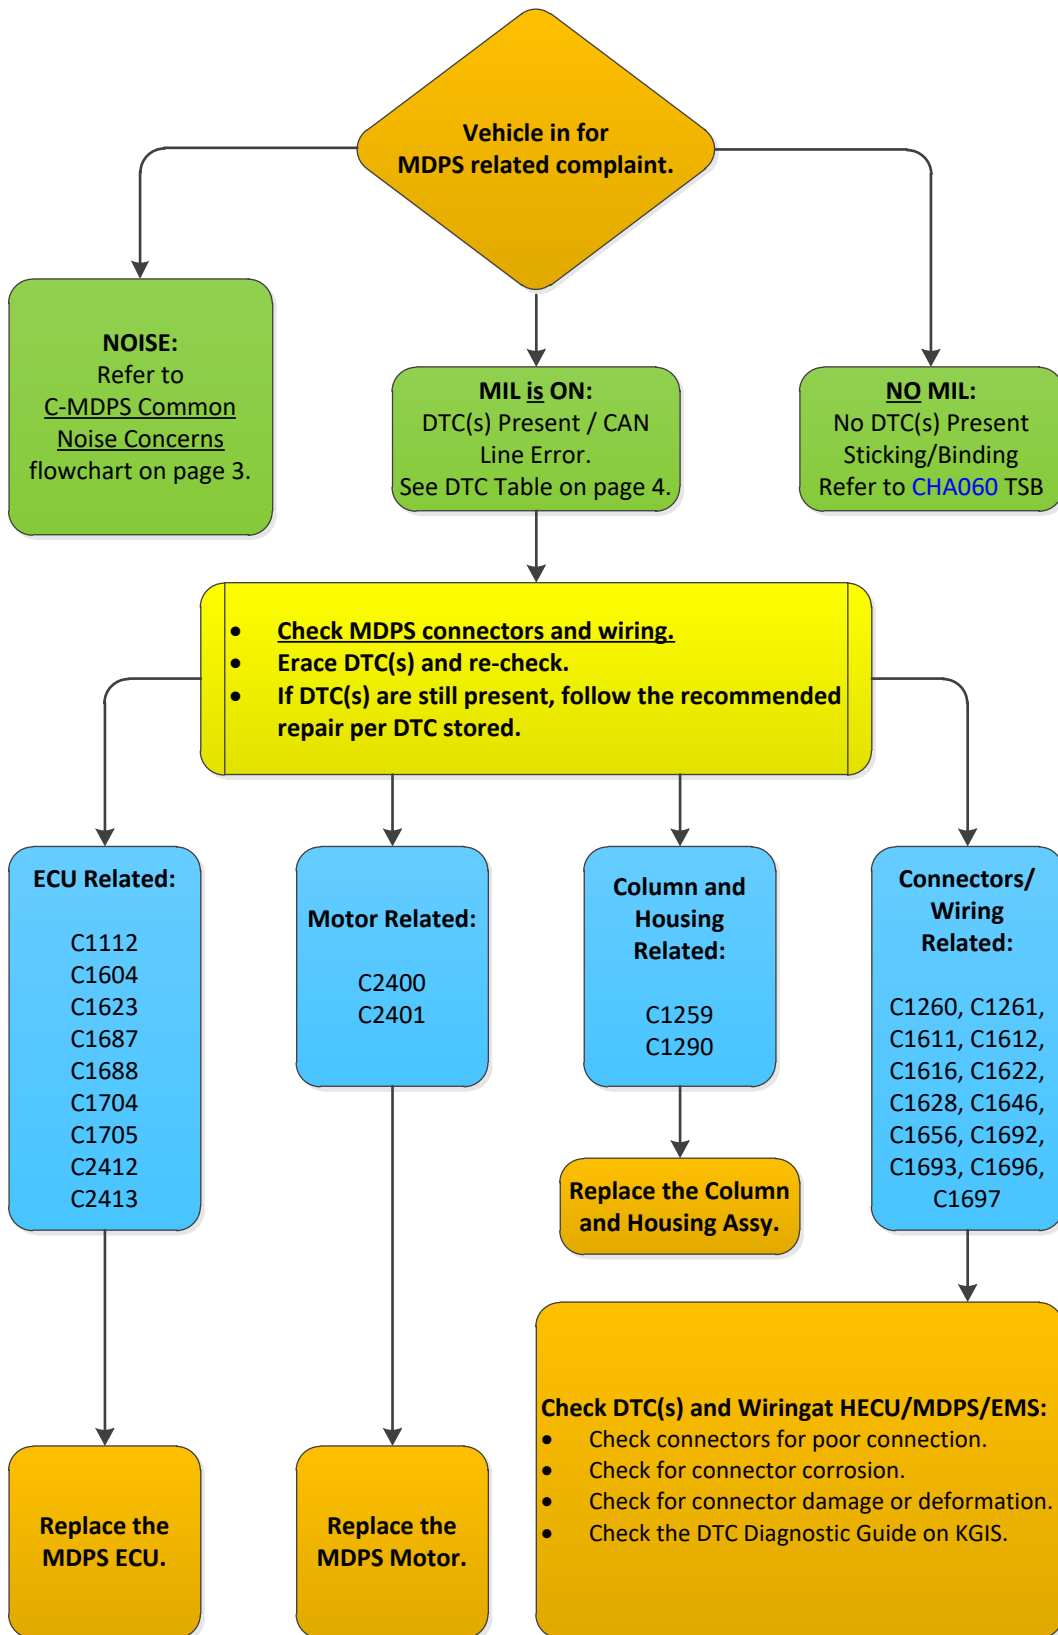 Vehicle in for
MDPS related complaint.
NOISE:
Refer to
C-MDPS Common
Noise Concerns
flowchart on page 3.
MIL is ON:
DTC(s) Present / CAN
Line Error.
See DTC Table on page 4.
NO MIL:
No DTC(s) Present
Sticking/Binding
Refer to CHA060 TSB
• Check MDPS connectors and wiring.
• Erace DTC(s) and re-check.
• If DTC(s) are still present, follow the recommended
repair per DTC stored.
ECU Related:
C1112
C1604
C1623
C1687
C1688
C1704
C1705
C2412
C2413
Motor Related:
C2400
C2401
Column and
Housing
Related:
C1259
C1290
Connectors/
Wiring
Related:
C1260, C1261,
C1611, C1612,
C1616, C1622,
C1628, C1646,
C1656, C1692,
C1693, C1696,
C1697
Replace the Column
and Housing Assy.
Replace the
MDPS ECU.
Replace the
MDPS Motor.
Check DTC(s) and Wiringat HECU/MDPS/EMS:
• Check connectors for poor connection.
• Check for connector corrosion.
• Check for connector damage or deformation.
• Check the DTC Diagnostic Guide on KGIS.